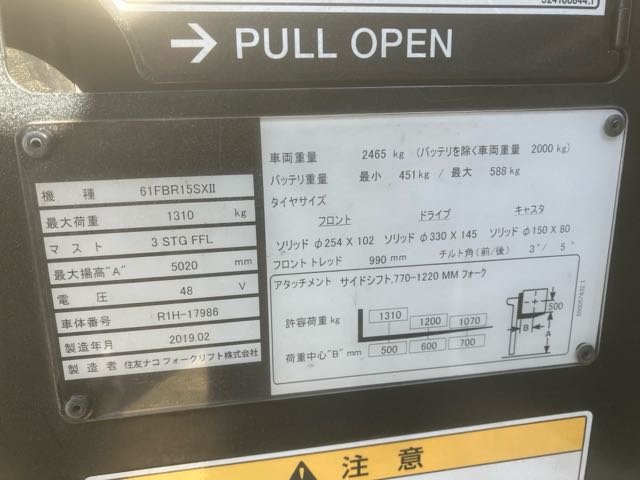 → PULL OPEN
機 種 61FBR15SXII
最大荷重 1310 kg
マスト 3 STG FFL
最大揚高"A" 5020 mm
電 圧 48 V
車体番号 R1H-17986
製造年月 2019.02
製 造 者 住友ナコ フォークリフト株式会社
車両重量 2465 kg (バッテリを除く車両重量 2000 kg)
バッテリ重量 最小 451 kg / 最大 588 kg
タイヤサイズ
フロント ドライブ キャスタ
ソリッド φ254 X 102 ソリッド φ330 X 145 ソリッド φ150 X 80
フロントトレッド 990 mm チルト角(前/後) 3°/ 5°
アタッチメント サイドシフト,770-1220 MM フォーク
許容荷重 kg 1310 1200 1070
荷重中心"B" mm 500 600 700
500
B
A
注 意